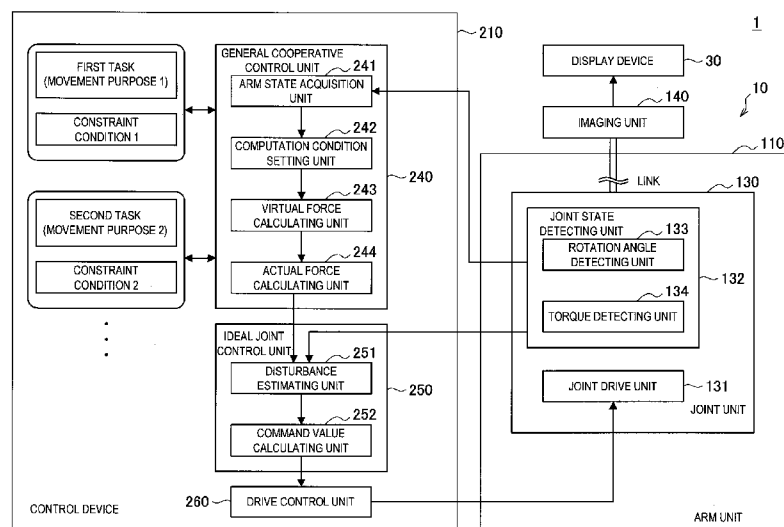 1
210
FIRST TASK
(MOVEMENT PURPOSE 1)
CONSTRAINT
CONDITION 1
SECOND TASK
(MOVEMENT PURPOSE 2)
CONSTRAINT
CONDITION 2
GENERAL COOPERATIVE
CONTROL UNIT
241
ARM STATE ACQUISITION
UNIT
242
COMPUTATION CONDITION
SETTING UNIT
243
VIRTUAL FORCE
CALCULATING UNIT
244
ACTUAL FORCE
CALCULATING UNIT
240
IDEAL JOINT
CONTROL UNIT
251
DISTURBANCE
ESTIMATING UNIT
252
COMMAND VALUE
CALCULATING UNIT
250
260
DRIVE CONTROL UNIT
CONTROL DEVICE
DISPLAY DEVICE
30
10
140
IMAGING UNIT
110
130
LINK
JOINT STATE
DETECTING UNIT
133
ROTATION ANGLE
DETECTING UNIT
132
134
TORQUE DETECTING UNIT
JOINT DRIVE UNIT
131
JOINT UNIT
ARM UNIT